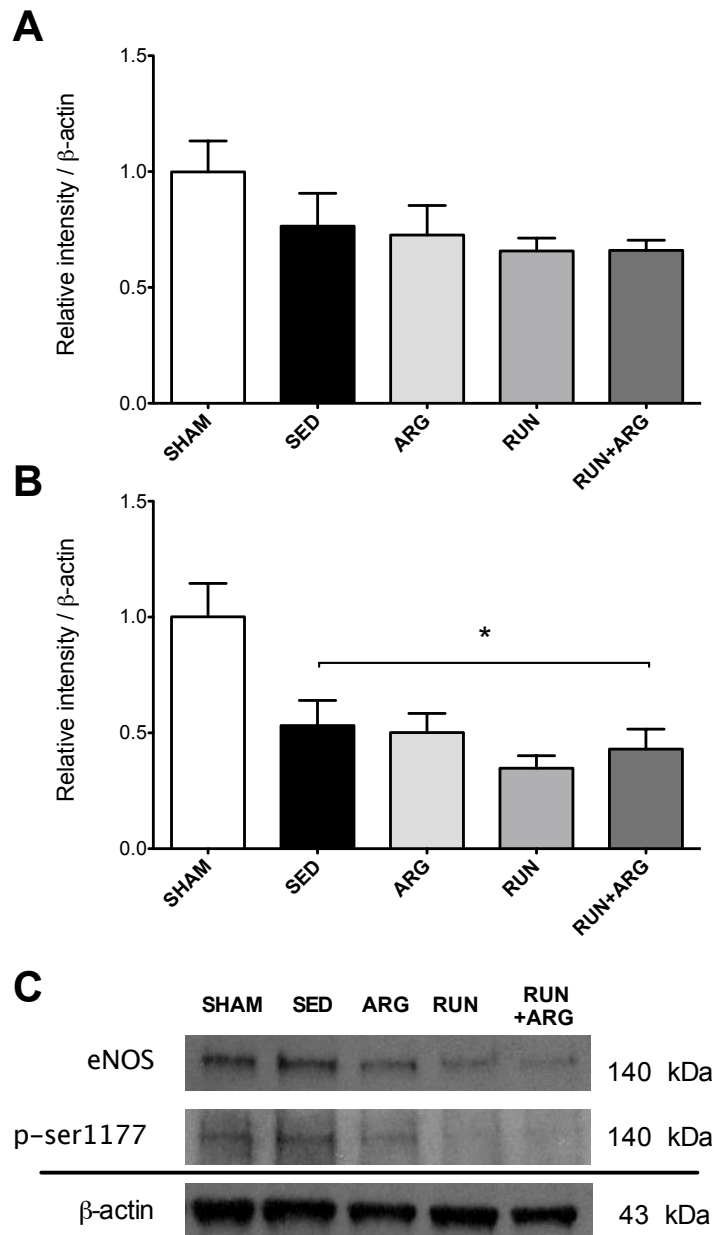 A
Relative intensity / β-actin
1.5
1.0
0.5
0.0
SHAM
SED
ARG
RUN
RUN+ARG
B
Relative intensity / β-actin
1.5
1.0
0.5
0.0
*
SHAM
SED
ARG
RUN
RUN+ARG
C
SHAM SED ARG RUN RUN
+ARG
eNOS 140 kDa
p-ser1177 140 kDa
β-actin 43 kDa